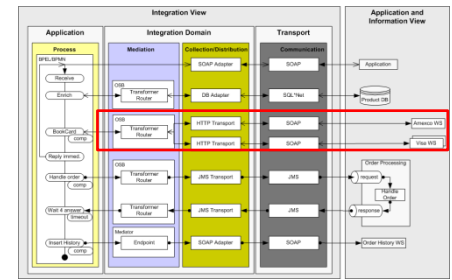 Integration View
Application and
Information View
Application
Integration Domain
Transport
Process
Mediation
Collection/Distribution
Communication
BPEL/BPMN
SOAP Adapter
SOAP
Application
Receive
OSB
Enrich
Transformer
Router
DB Adapter
SQL*Net
Product DB
OSB
HTTP Transport
SOAP
Amexco WS
BookCard
comp
Transformer
Router
HTTP Transport
SOAP
Visa WS
Reply immed.
OSB
Order Processing
Handle order
comp
Transformer
Router
JMS Transport
JMS
request
Handle
Order
Wait 4 answer
timeout
Transformer
Router
JMS Transport
JMS
response
Mediator
Insert History
comp
Endpoint
SOAP Adapter
SOAP
Order History WS